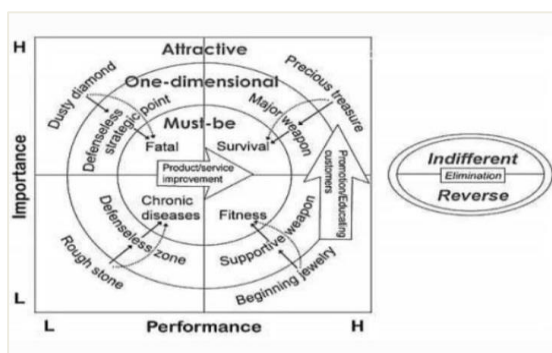 H
Attractive
One-dimensional
Must-be
Dusty diamond
Defenseless
strategic point
Fatal
Survival
Major weapon
Precious treasure
Importance
Product/service
improvement
Promotion/Educating
customers
Indifferent
Elimination
Reverse
Chronic
diseases
Fitness
Defenseless zone
Supportive weapon
Rough stone
Beginning jewelry
L
L
Performance
H